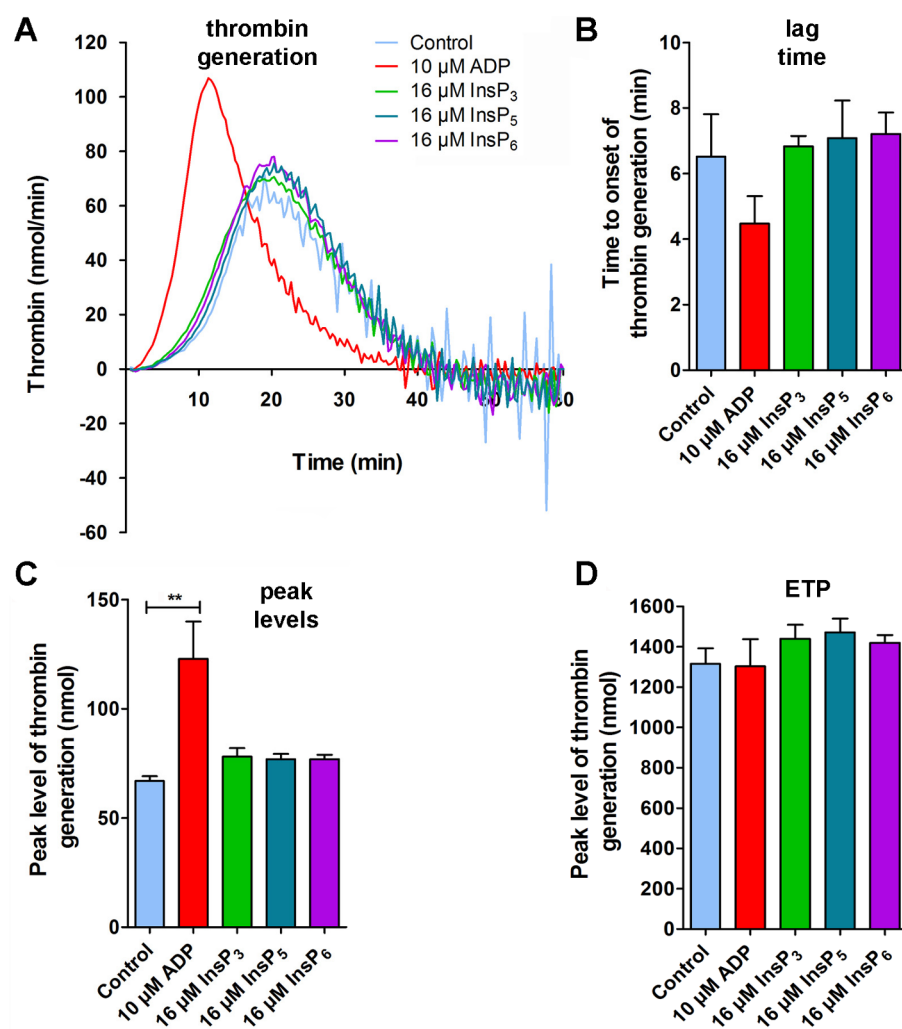 A
thrombin
generation
Control
10 µM ADP
16 µM InsP3
16 µM InsP5
16 µM InsP6
Thrombin (nmol/min)
120
100
80
60
40
20
0
-20
-40
-60
10
20
30
40
50
60
Time (min)
B
lag
time
Time to onset of
thrombin generation (min)
10
8
6
4
2
0
Control
10 µM ADP
16 µM InsP3
16 µM InsP5
16 µM InsP6
C
peak
levels
**
Peak level of thrombin
generation (nmol)
150
100
50
0
Control
10 µM ADP
16 µM InsP3
16 µM InsP5
16 µM InsP6
D
ETP
Peak level of thrombin
generation (nmol)
1600
1400
1200
1000
800
600
400
200
0
Control
10 µM ADP
16 µM InsP3
16 µM InsP5
16 µM InsP6